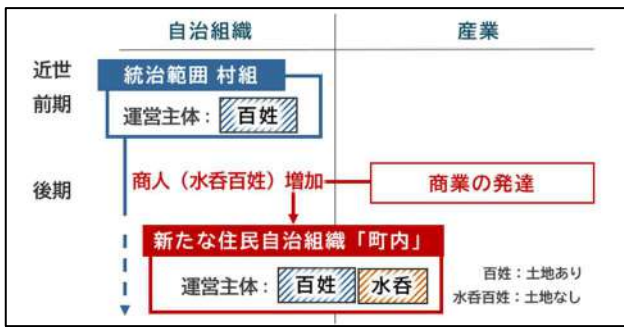 自治組織
産業
近世
前期
統治範囲 村組
運営主体：百姓
後期
商人（水呑百姓）増加
商業の発達
新たな住民自治組織「町内」
運営主体：百姓 水呑
百姓：土地あり
水呑百姓：土地なし